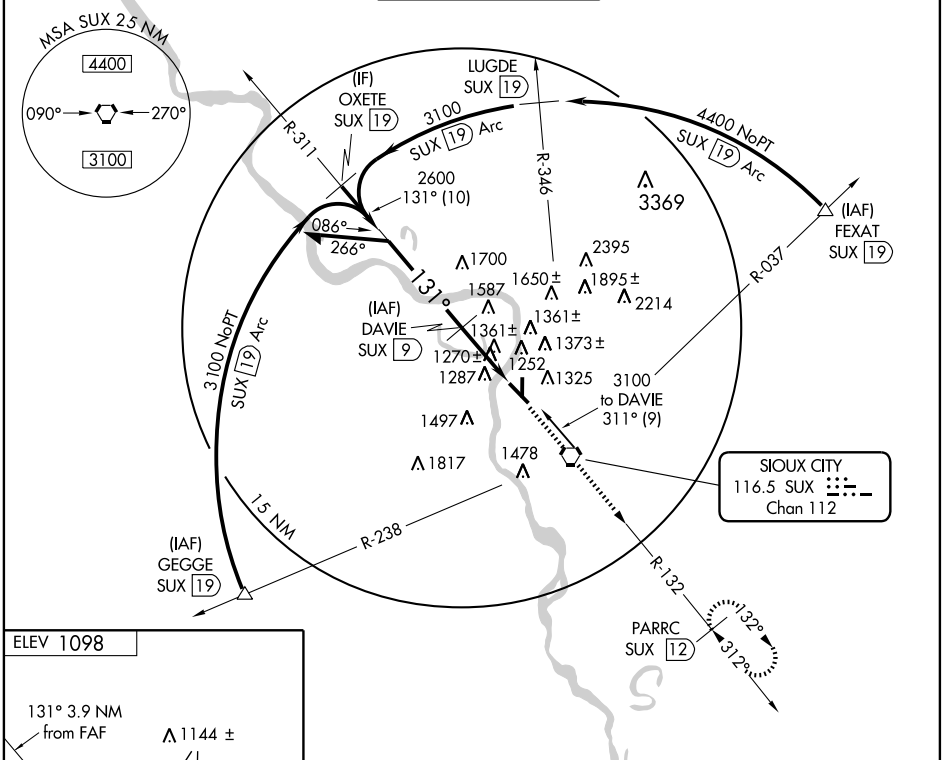 MSA SUX 25 NM
4400
090°
270°
3100
(IF)
OXETE
SUX 19
R-311
3100
SUX 19 Arc
LUGDE
SUX 19
4400 NoPT
SUX 19 Arc
(IAF)
FEXAT
SUX 19
R-037
R-346
2600
131° (10)
086°
266°
3369
1700
2395
1587
1650 ±
1895 ±
2214
131°
(IAF)
DAVIE
SUX 9
1361 ±
1361 ±
1270 ±
1252
1373 ±
1287
1325
3100 NoPT
SUX 19 Arc
3100
to DAVIE
311° (9)
1497
1817
1478
SIOUX CITY
116.5 SUX
Chan 112
15 NM
R-238
(IAF)
GEGGE
SUX 19
R-132
PARRC
SUX 12
132°
312°
ELEV 1098
131° 3.9 NM
from FAF
1144 ±